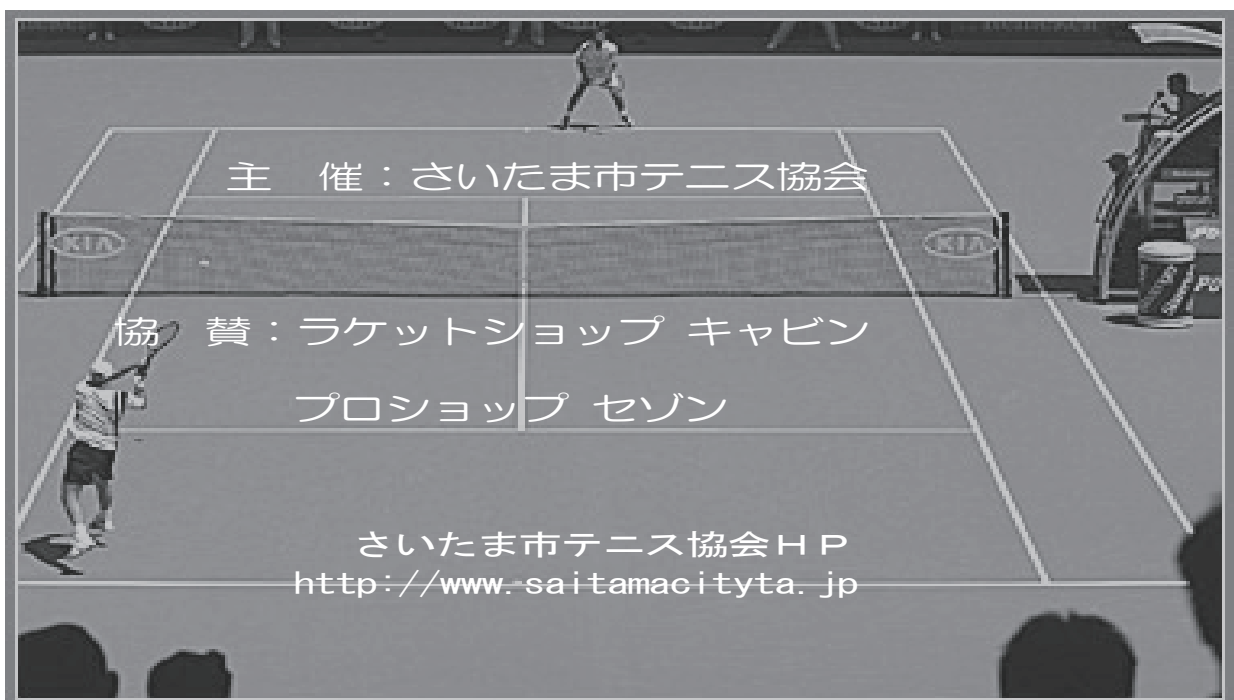 主　催：さいたま市テニス協会
KIA
KIA
協　賛：ラケットショップ キャビン
プロショップ セゾン
さいたま市テニス協会ＨＰ
http://www.saitamacityta.jp